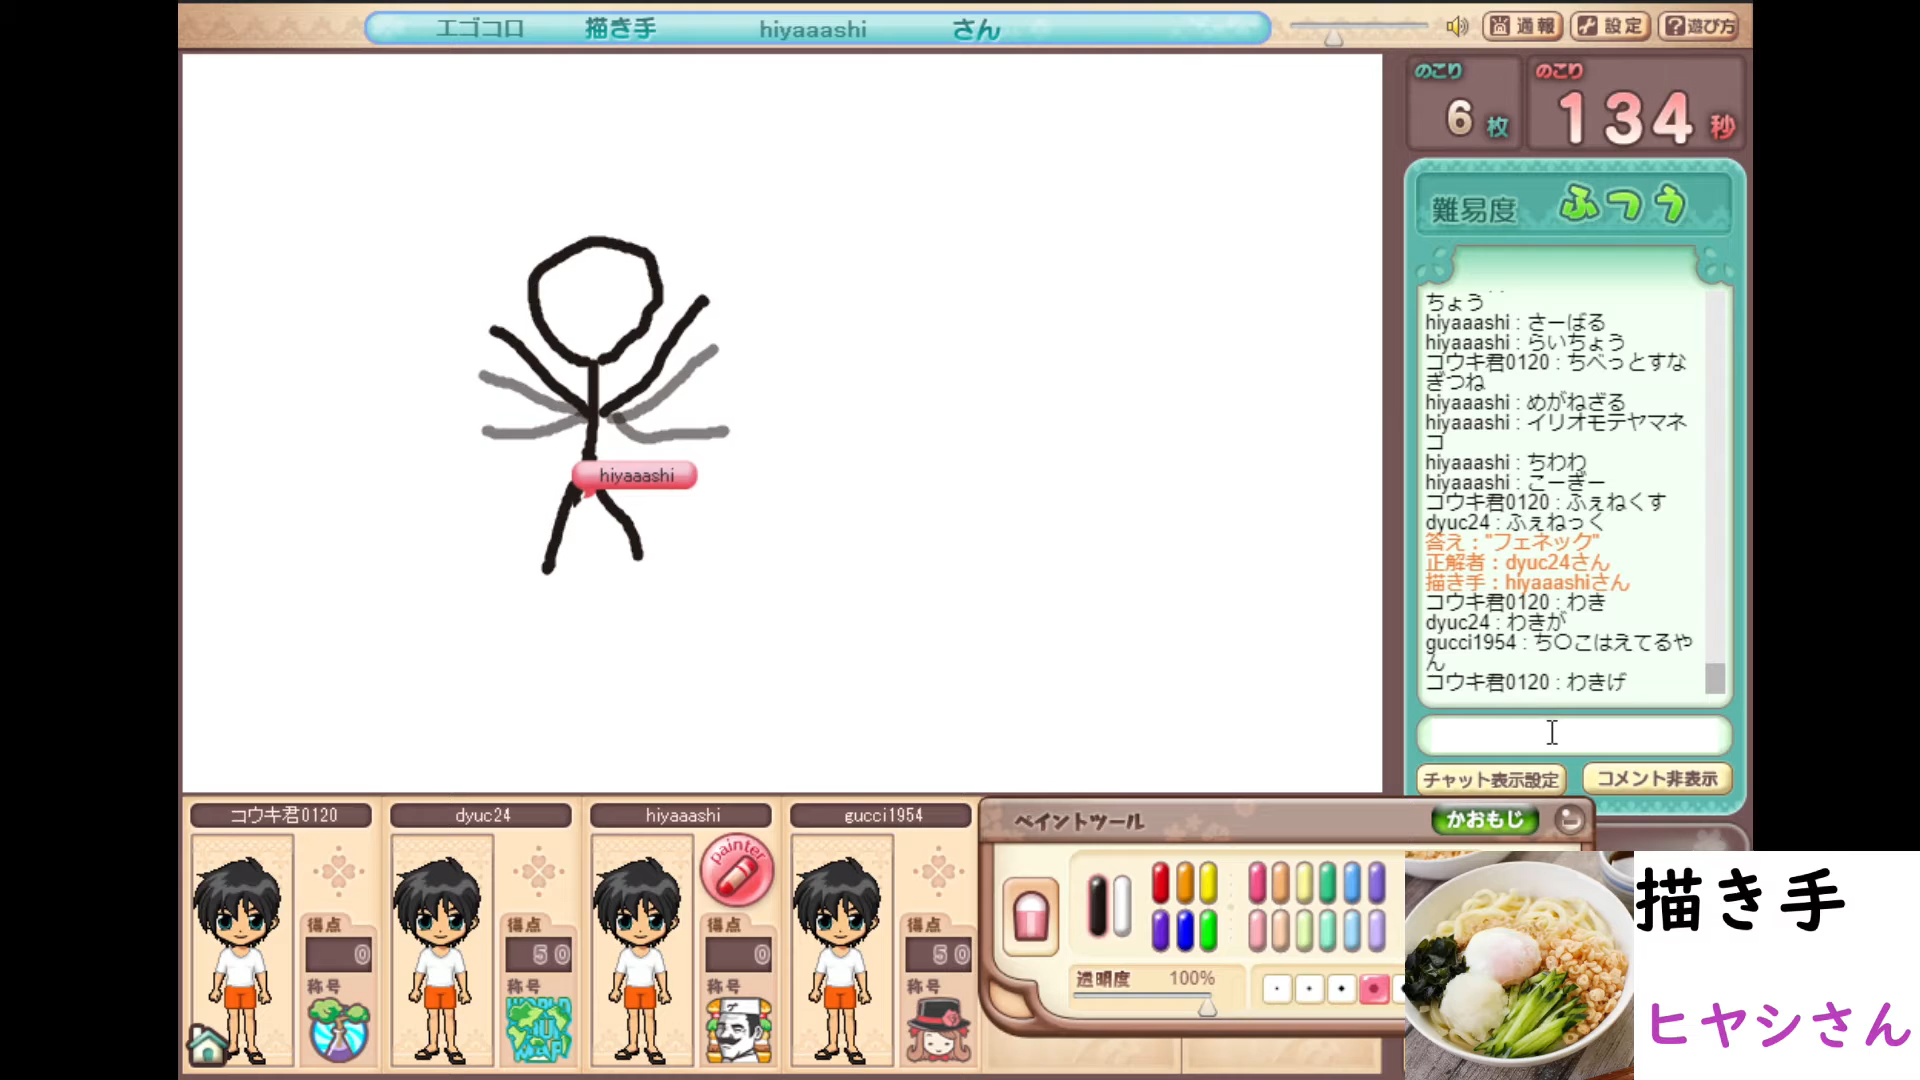 エゴコロ 描き手 hiyaaashi さん
通報 設定 遊び方
のこり 6 枚
のこり 134 秒
難易度 ふつう
ちょう
hiyaaashi : さーばる
hiyaaashi : らいちょう
コウキ君0120 : ちべっとすな
ぎつね
hiyaaashi : めがねざる
hiyaaashi : イリオモテヤマネ
コ
hiyaaashi : ちわわ
hiyaaashi : こーぎー
コウキ君0120 : ふぇねくす
dyuc24 : ふぇねっく
答え："フェネック"
正解者：dyuc24さん
描き手：hiyaaashiさん
コウキ君0120 : わき
dyuc24 : わきが
gucci1954 : ち〇こはえてるや
ん
コウキ君0120 : わきげ
hiyaaashi
チャット表示設定 コメント非表示
コウキ君0120 dyuc24 hiyaaashi gucci1954
painter
得点 0 得点 50 得点 0 得点 50
称号 称号 称号 称号
ペイントツール かおもじ
透明度 100%
描き手
ヒヤシさん